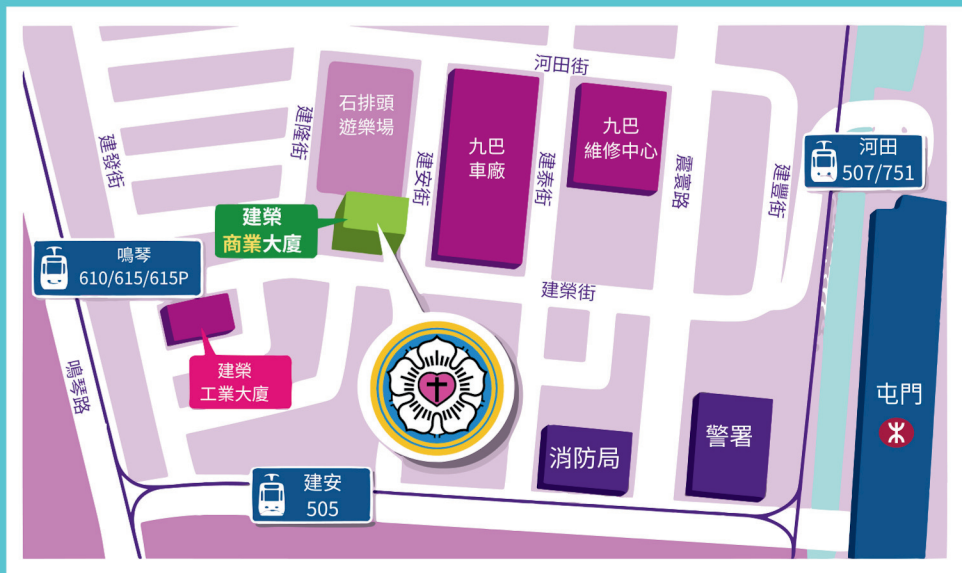 河田街
石排頭
遊樂場
建隆街
建發街
九巴
車廠
建安街
建泰街
九巴
維修中心
震寰路
建豐街
河田
507/751
建榮
商業大廈
鳴琴
610/615/615P
建榮街
建榮
工業大廈
鳴琴路
屯門
消防局
警署
建安
505